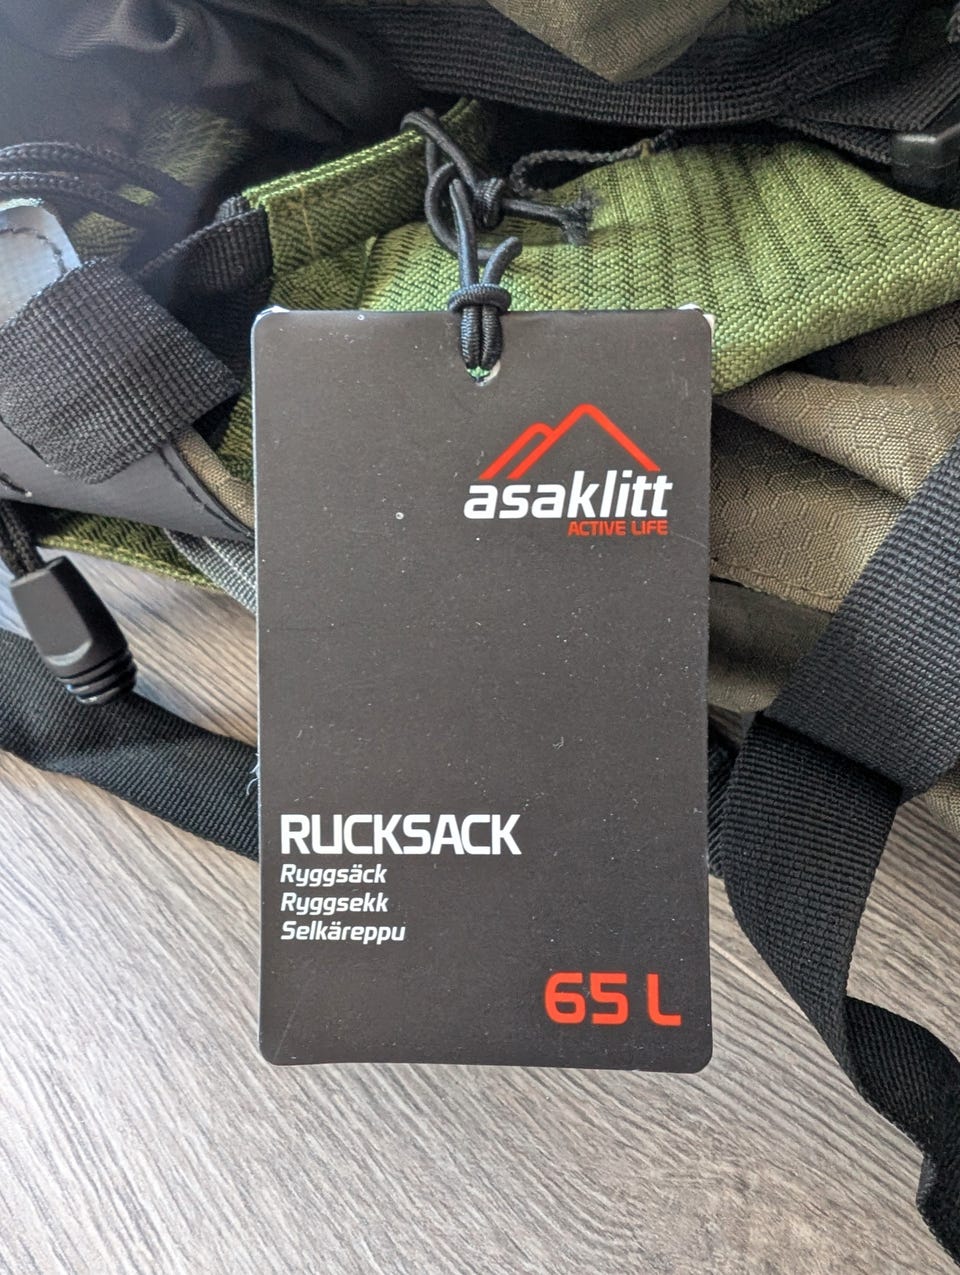 asaklitt
ACTIVE LIFE
RUCKSACK
Ryggsäck
Ryggsekk
Selkäreppu
65 L